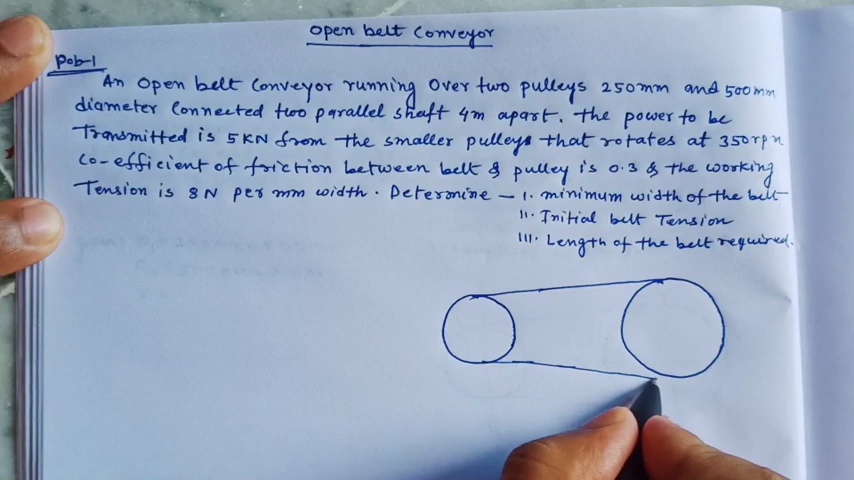 open belt Conveyor
Pob-1
An open belt Conveyor running over two pulleys 250mm and 500mm
diameter Connected two parallel shaft 4m apart. The power to be
Transmitted is 5KN from the smaller pulleys that rotates at 350rpm
Co-efficient of friction between belt & pulley is 0.3 & the working
Tension is 8N per mm width. Determine - I. minimum width of the belt
II. Initial belt Tension
III. Length of the belt required.